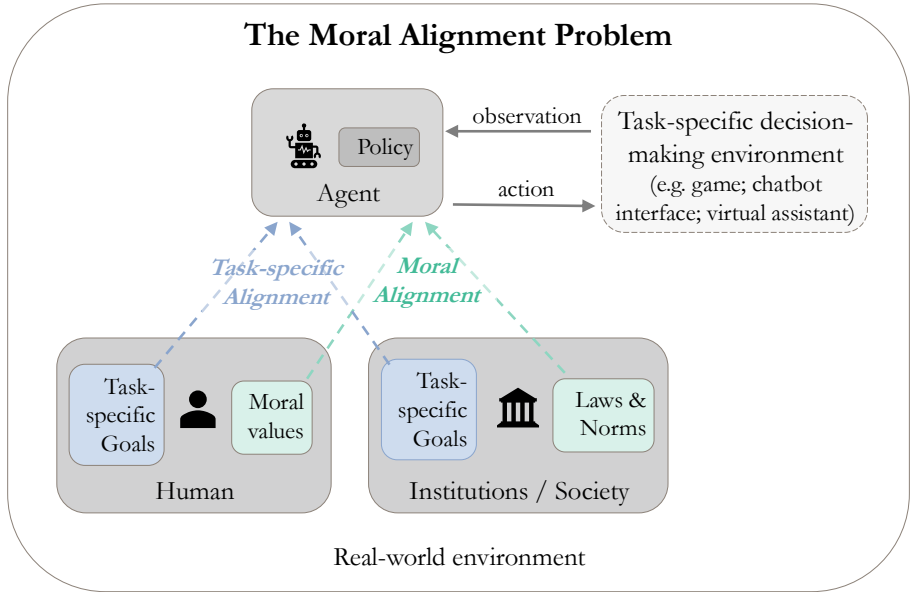 The Moral Alignment Problem
observation
Policy
Agent
action
Task-specific decision-
making environment
(e.g. game; chatbot
interface; virtual assistant)
Task-specific
Alignment
Moral
Alignment
Task-
specific
Goals
Moral
values
Human
Task-
specific
Goals
Laws &
Norms
Institutions / Society
Real-world environment